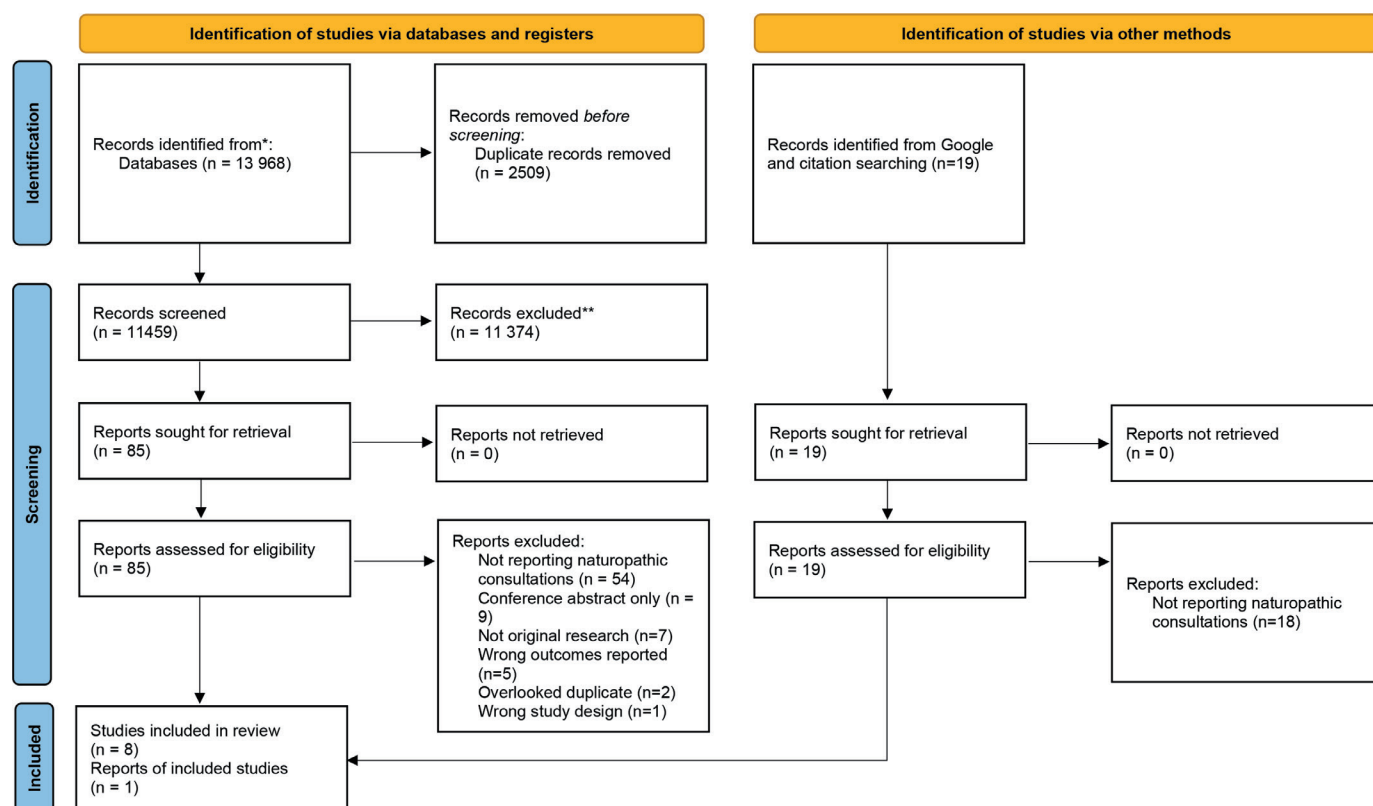 Identification of studies via databases and registers
Identification of studies via other methods
Identification
Records identified from*:
Databases (n = 13 968)
Records removed before
screening:
Duplicate records removed
(n = 2509)
Records identified from Google
and citation searching (n=19)
Screening
Records screened
(n = 11459)
Records excluded**
(n = 11 374)
Reports sought for retrieval
(n = 85)
Reports not retrieved
(n = 0)
Reports sought for retrieval
(n = 19)
Reports not retrieved
(n = 0)
Reports assessed for eligibility
(n = 85)
Reports excluded:
Not reporting naturopathic
consultations (n = 54)
Conference abstract only (n =
9)
Not original research (n=7)
Wrong outcomes reported
(n=5)
Overlooked duplicate (n=2)
Wrong study design (n=1)
Reports assessed for eligibility
(n = 19)
Reports excluded:
Not reporting naturopathic
consultations (n=18)
Included
Studies included in review
(n = 8)
Reports of included studies
(n = 1)